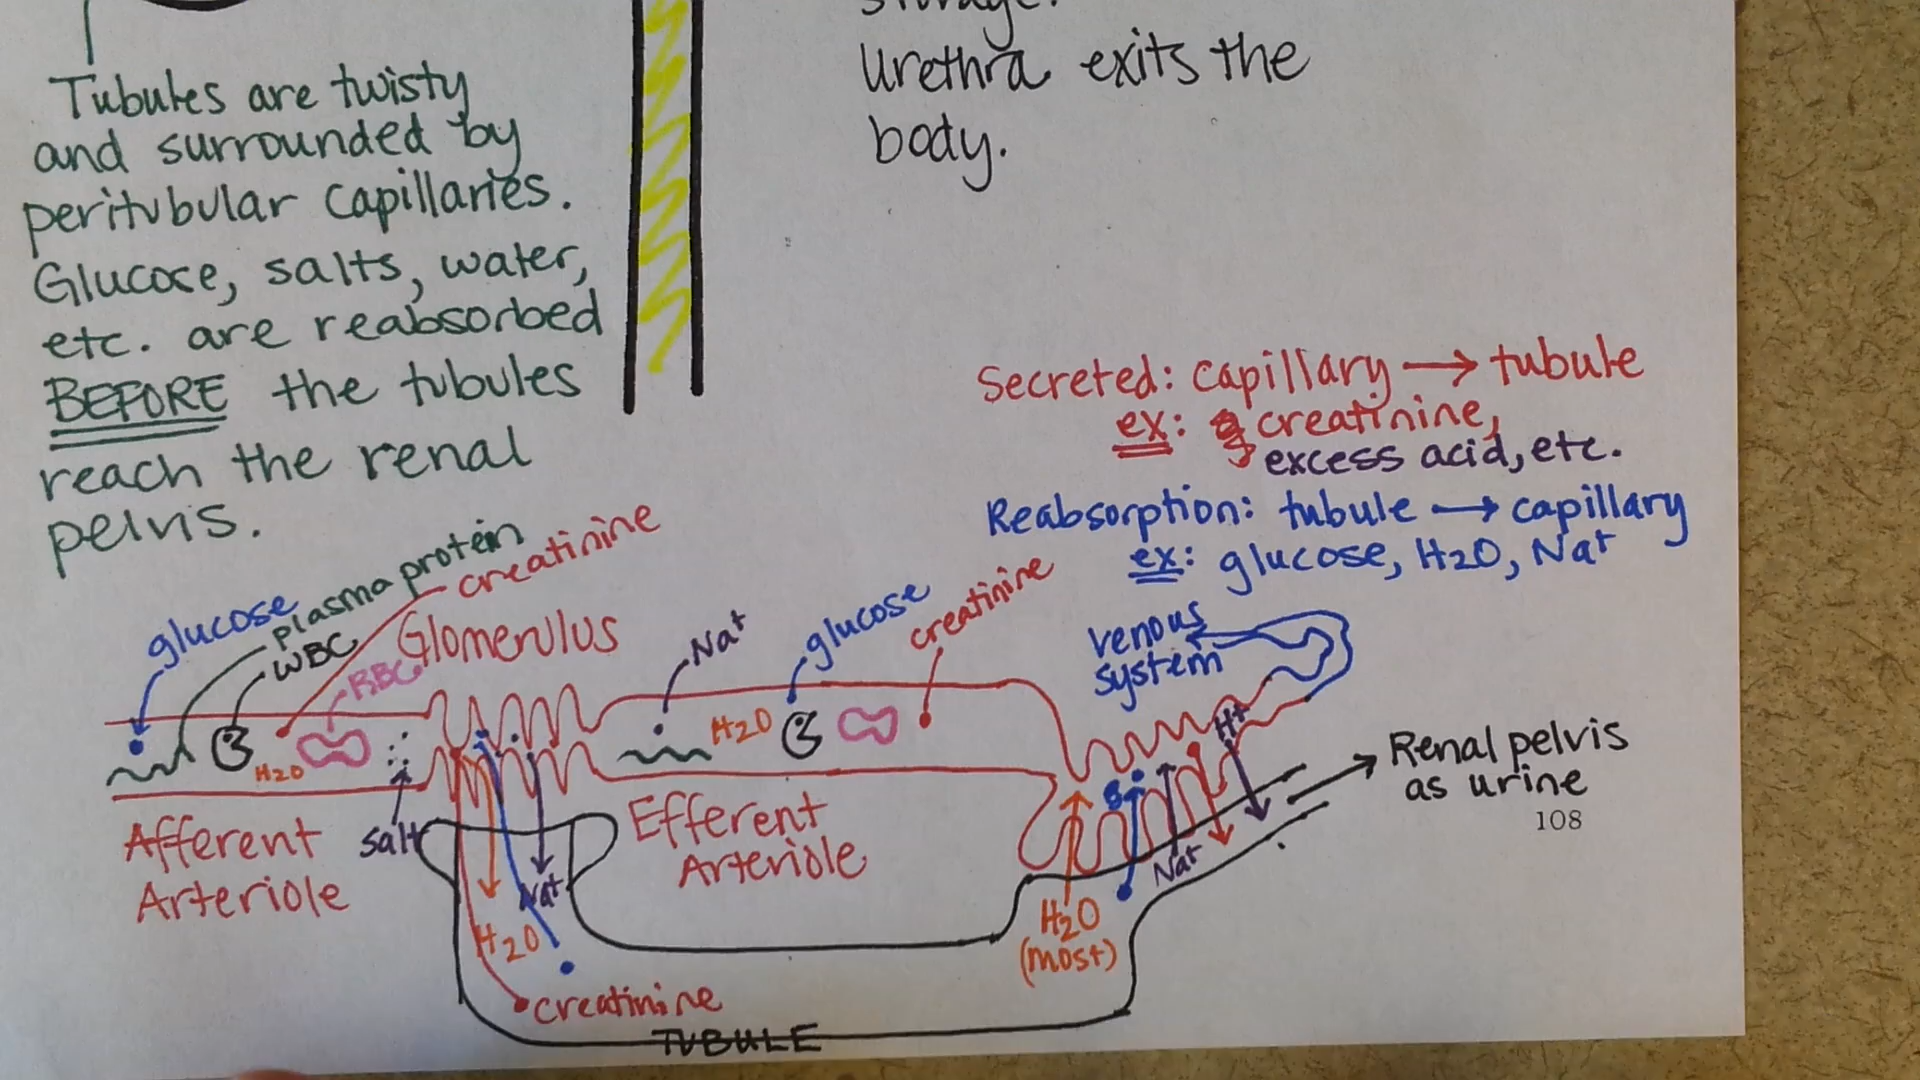 storage.
Urethra exits the
body.
Tubules are twisty
and surrounded by
peritubular capillaries.
Glucose, salts, water,
etc. are reabsorbed
BEFORE the tubules
reach the renal
pelvis.
Secreted: capillary → tubule
ex: creatinine,
excess acid, etc.
Reabsorption: tubule → capillary
ex: glucose, H2O, Na+
glucose
plasma protein
WBC
creatinine
RBC
Glomerulus
Na+
glucose
creatinine
venous
system
H2O
H2O
H+
Renal pelvis
as urine
108
Afferent
Arteriole
salt
Efferent
Arteriole
Na+
H2O
creatinine
TUBULE
Na+
H2O
(most)